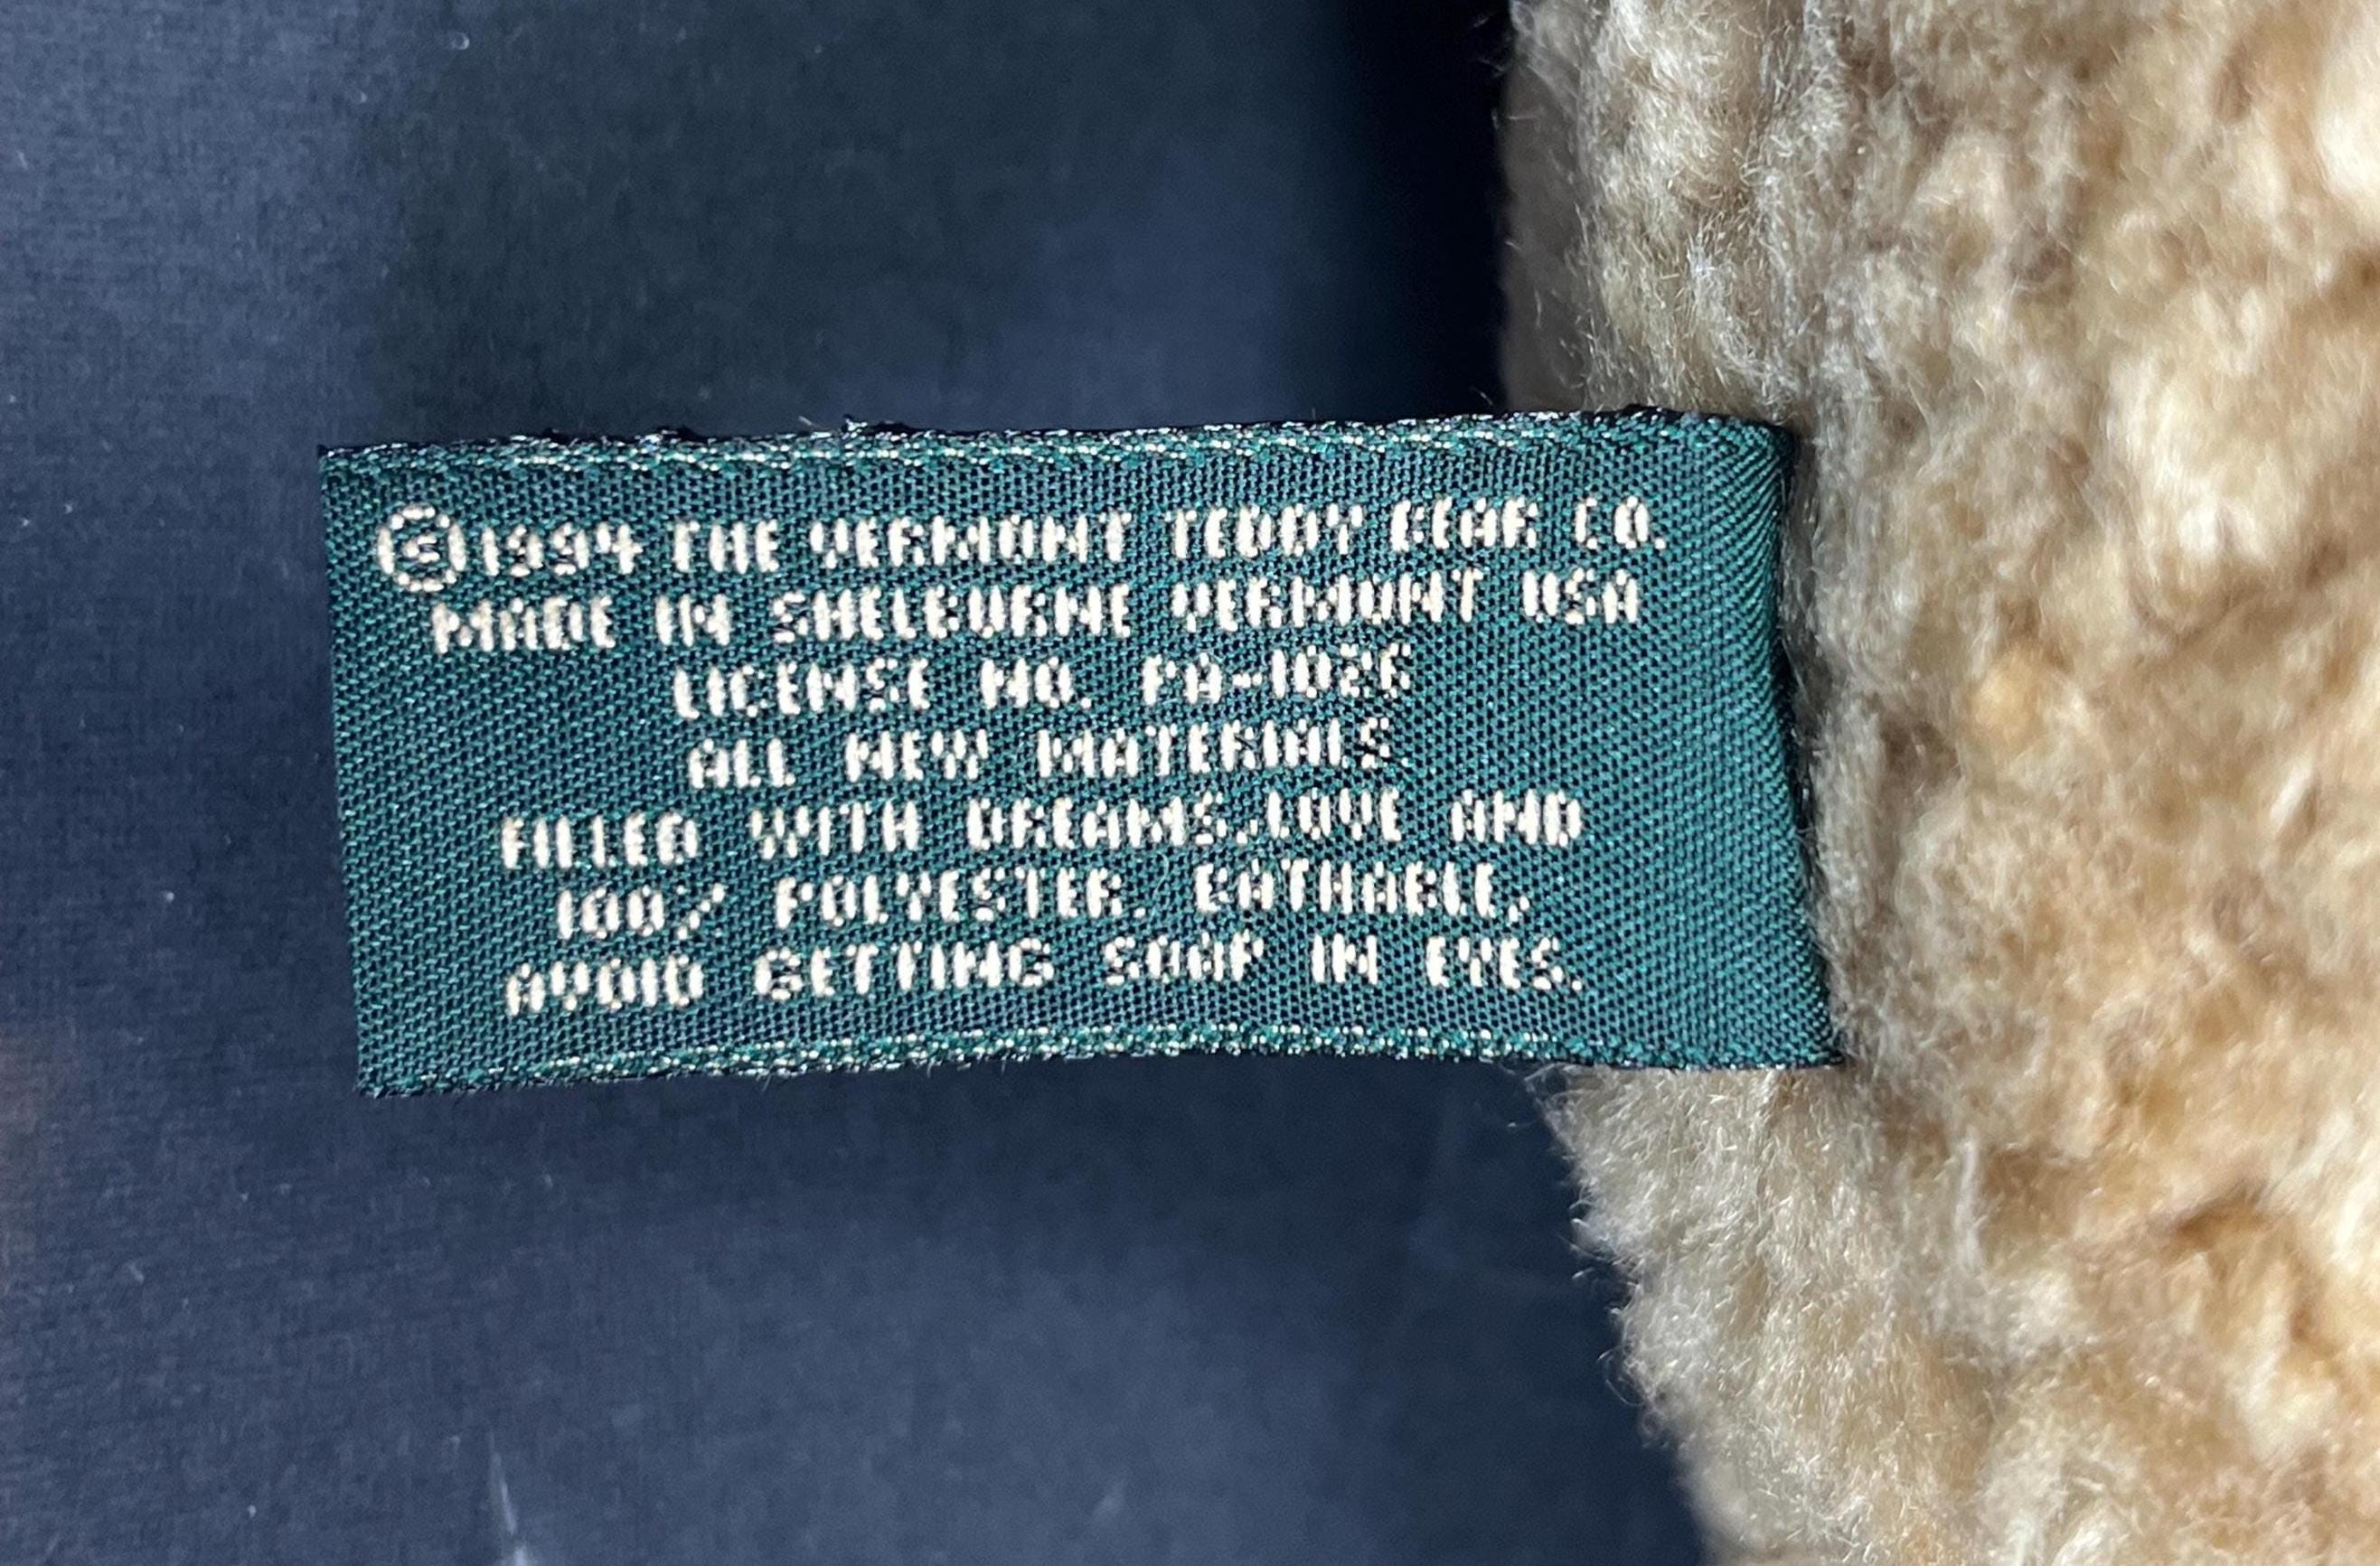 ©1994 THE VERMONT TEDDY BEAR CO.
MADE IN SHELBURNE VERMONT USA
LICENSE NO. PA-1026
ALL NEW MATERIALS.
FILLED WITH DREAMS,LOVE AND
100% POLYESTER. BATHABLE,
AVOID GETTING SOAP IN EYES.